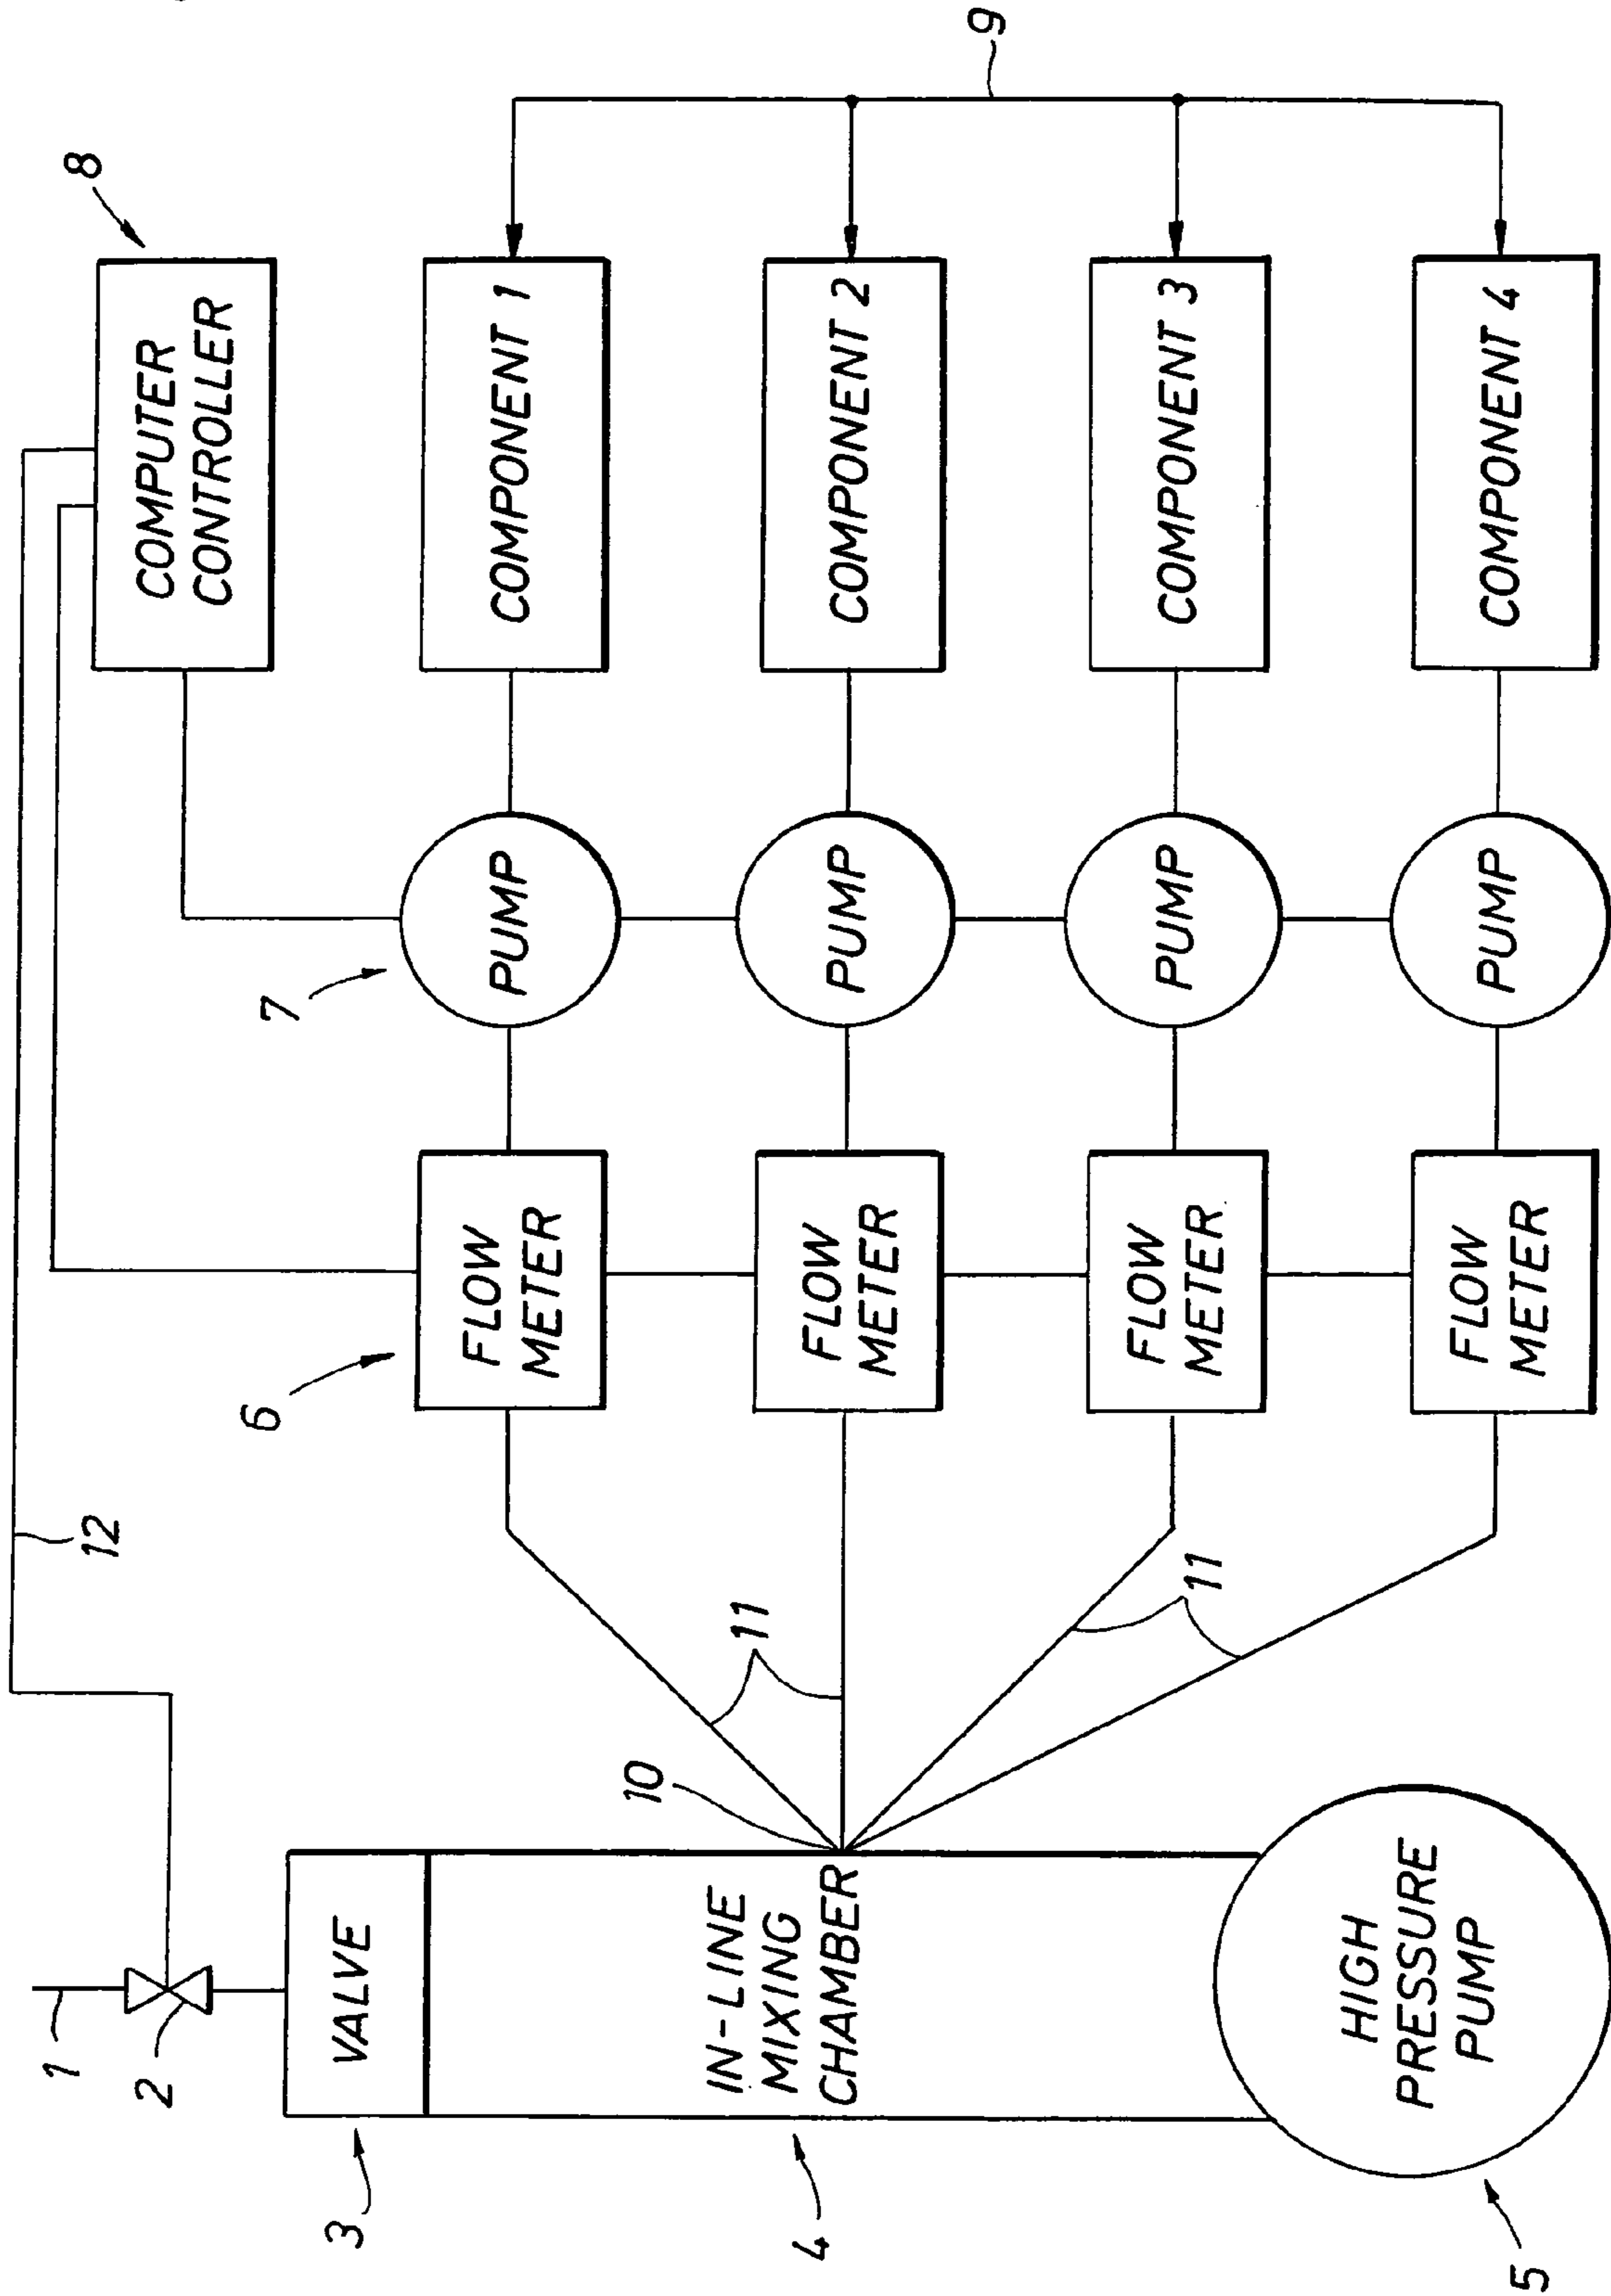 1
12
8
2
COMPUTER
CONTROLLER
6
7
3
VALVE
FLOW
METER
PUMP
COMPONENT 1
10
11
4
IN-LINE
MIXING
CHAMBER
FLOW
METER
PUMP
COMPONENT 2
9
11
FLOW
METER
PUMP
COMPONENT 3
5
HIGH
PRESSURE
PUMP
FLOW
METER
PUMP
COMPONENT 4